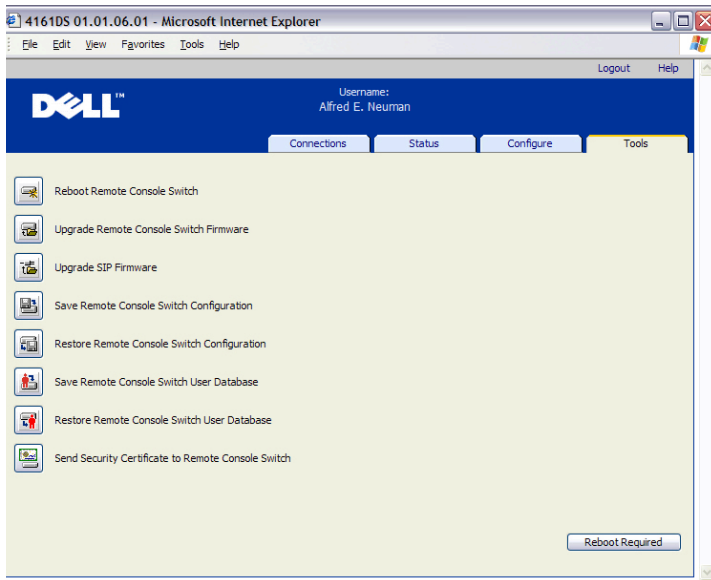 4161DS 01.01.06.01 - Microsoft Internet Explorer
File Edit View Favorites Tools Help
Logout Help
DELL™
Username:
Alfred E. Neuman
Connections Status Configure Tools
Reboot Remote Console Switch
Upgrade Remote Console Switch Firmware
Upgrade SIP Firmware
Save Remote Console Switch Configuration
Restore Remote Console Switch Configuration
Save Remote Console Switch User Database
Restore Remote Console Switch User Database
Send Security Certificate to Remote Console Switch
Reboot Required